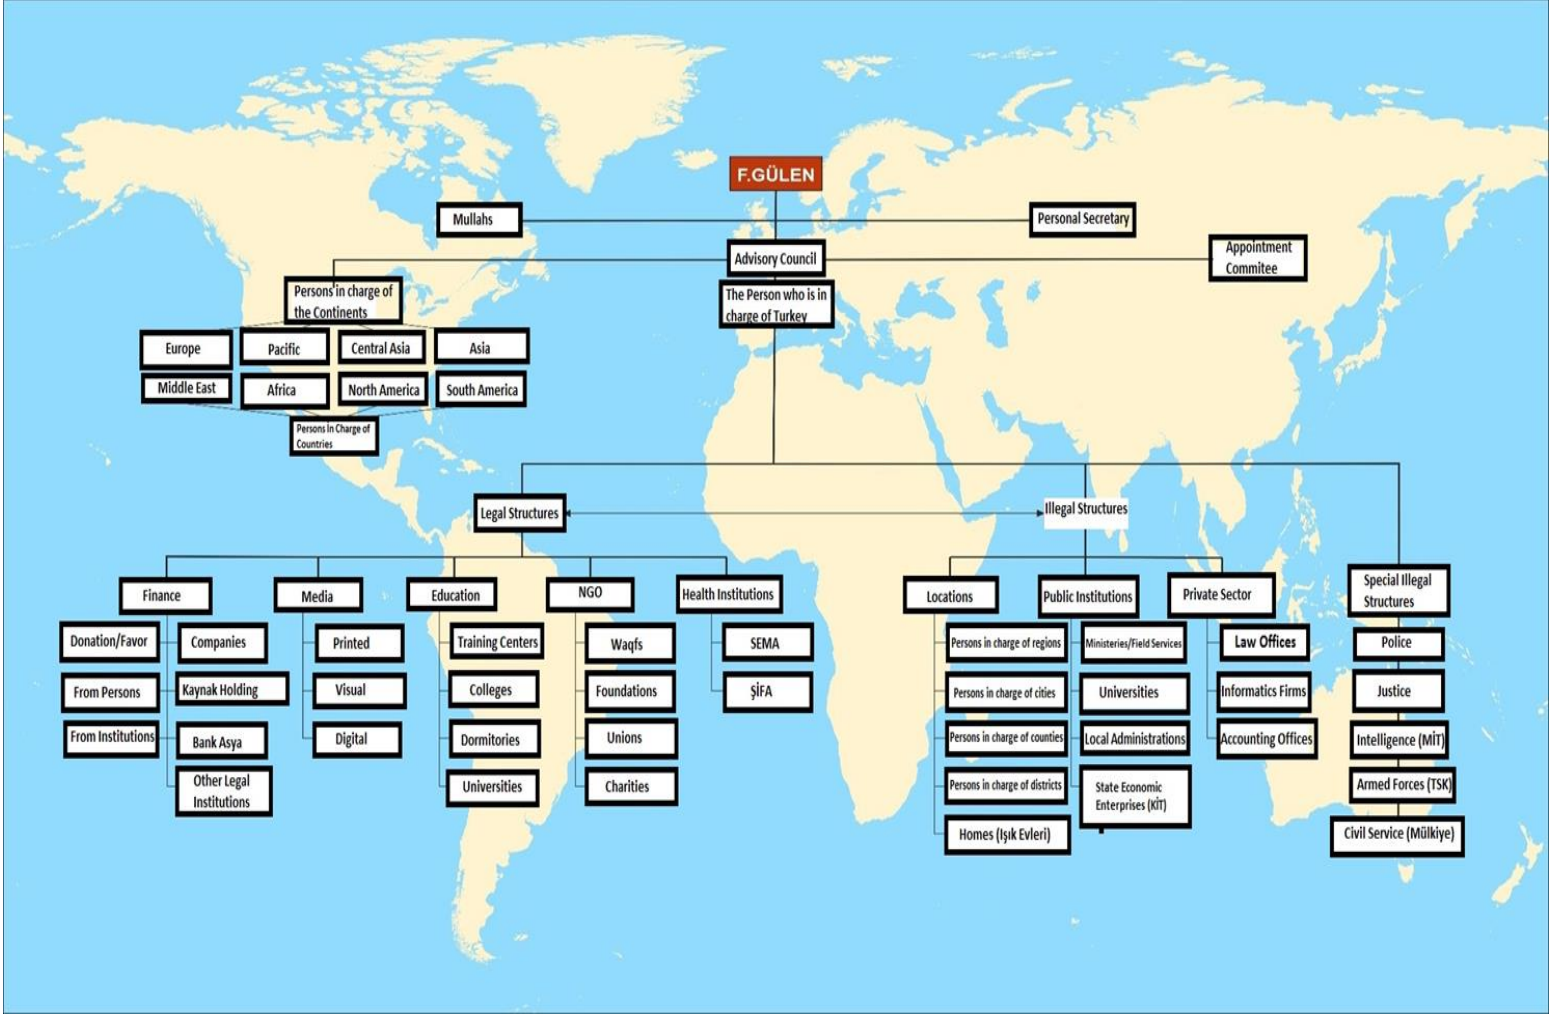 F.GÜLEN
Mullahs
Personal Secretary
Advisory Council
Appointment
Commitee
Persons in charge of
the Continents
The Person who is in
charge of Turkey
Europe
Pacific
Central Asia
Asia
Middle East
Africa
North America
South America
Persons in Charge of
Countries
Legal Structures
Illegal Structures
Finance
Media
Education
NGO
Health Institutions
Locations
Public Institutions
Private Sector
Special Illegal
Structures
Donation/Favor
Companies
From Persons
Kaynak Holding
From Institutions
Bank Asya
Other Legal
Institutions
Printed
Visual
Digital
Training Centers
Colleges
Dormitories
Universities
Waqfs
Foundations
Unions
Charities
SEMA
ŞİFA
Persons in charge of regions
Persons in charge of cities
Persons in charge of counties
Persons in charge of districts
Homes (Işık Evleri)
Ministeries/Field Services
Universities
Local Administrations
State Economic
Enterprises (KİT)
Law Offices
Informatics Firms
Accounting Offices
Police
Justice
Intelligence (MİT)
Armed Forces (TSK)
Civil Service (Mülkiye)